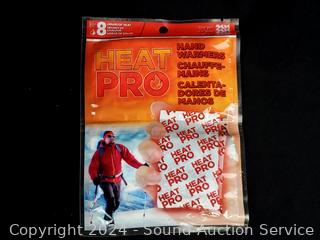 8
HEAT
PRO
HAND
WARMERS
CHAUFFE-
MAINS
CALENTA-
DORES DE
MANOS
HEAT
PRO
Copyright 2024 - Sound Auction Service